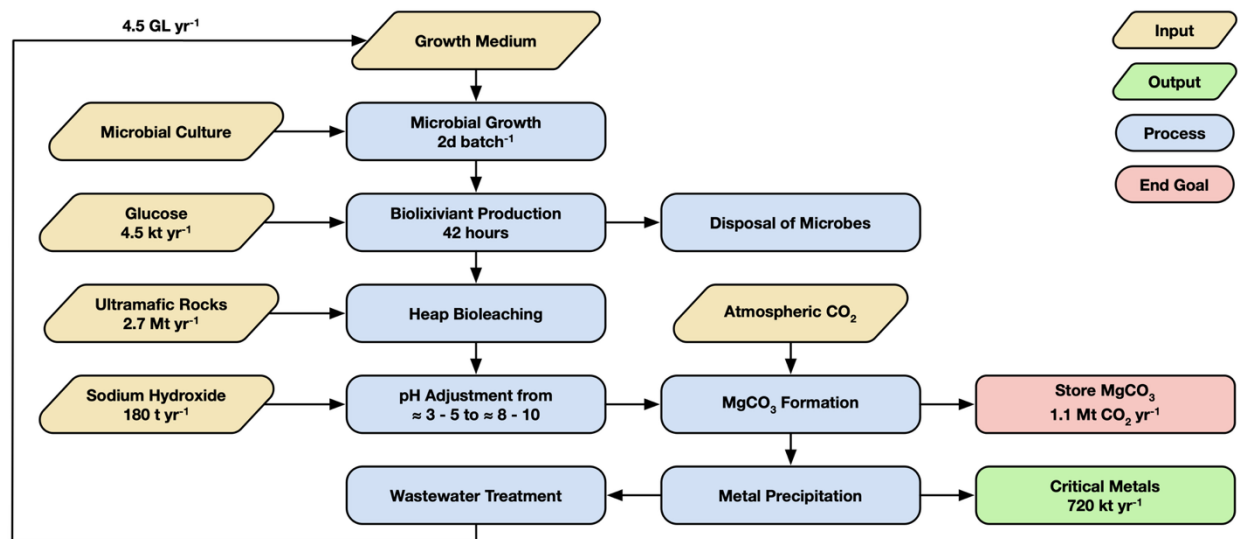 4.5 GL yr⁻¹
Growth Medium
Input
Output
Microbial Culture
Microbial Growth
2d batch⁻¹
Process
End Goal
Glucose
4.5 kt yr⁻¹
Biolixiviant Production
42 hours
Disposal of Microbes
Ultramafic Rocks
2.7 Mt yr⁻¹
Heap Bioleaching
Atmospheric CO₂
Sodium Hydroxide
180 t yr⁻¹
pH Adjustment from
≈ 3 - 5 to ≈ 8 - 10
MgCO₃ Formation
Store MgCO₃
1.1 Mt CO₂ yr⁻¹
Wastewater Treatment
Metal Precipitation
Critical Metals
720 kt yr⁻¹